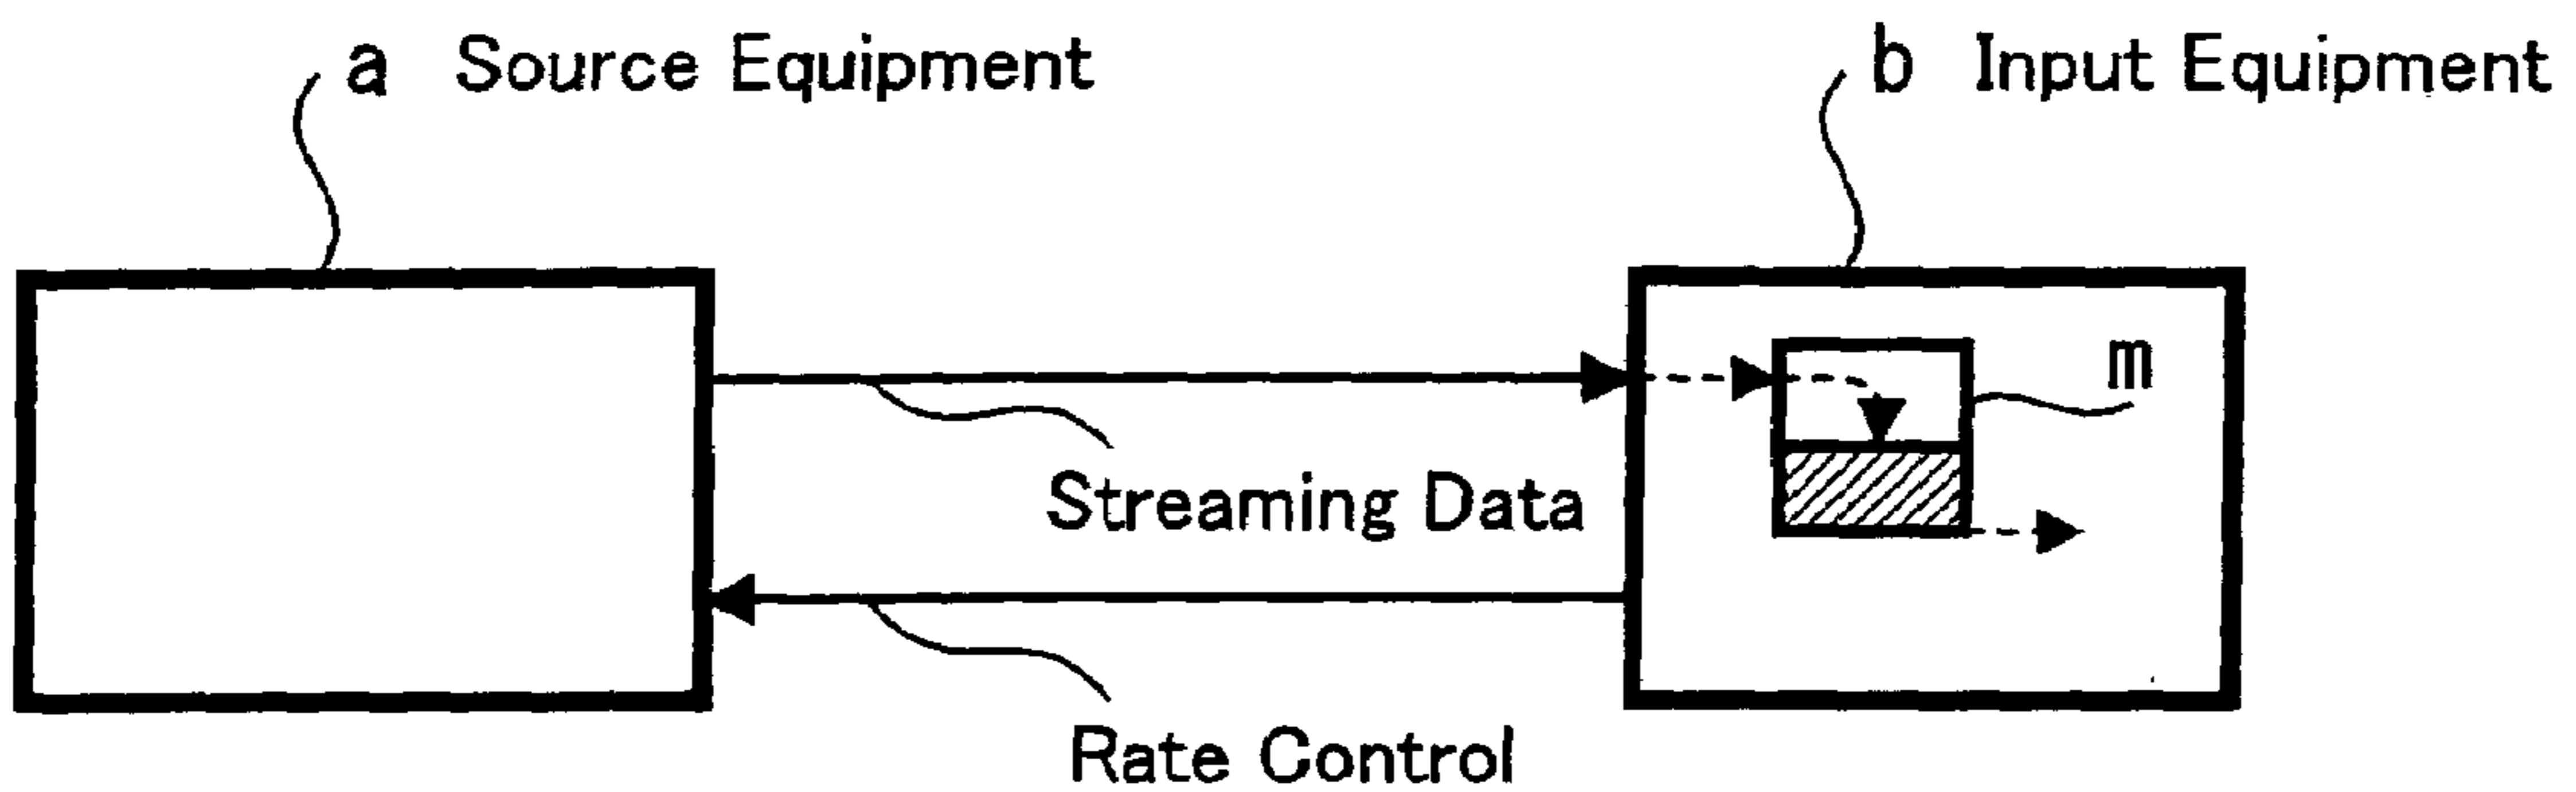 a Source Equipment
b Input Equipment
m
Streaming Data
Rate Control